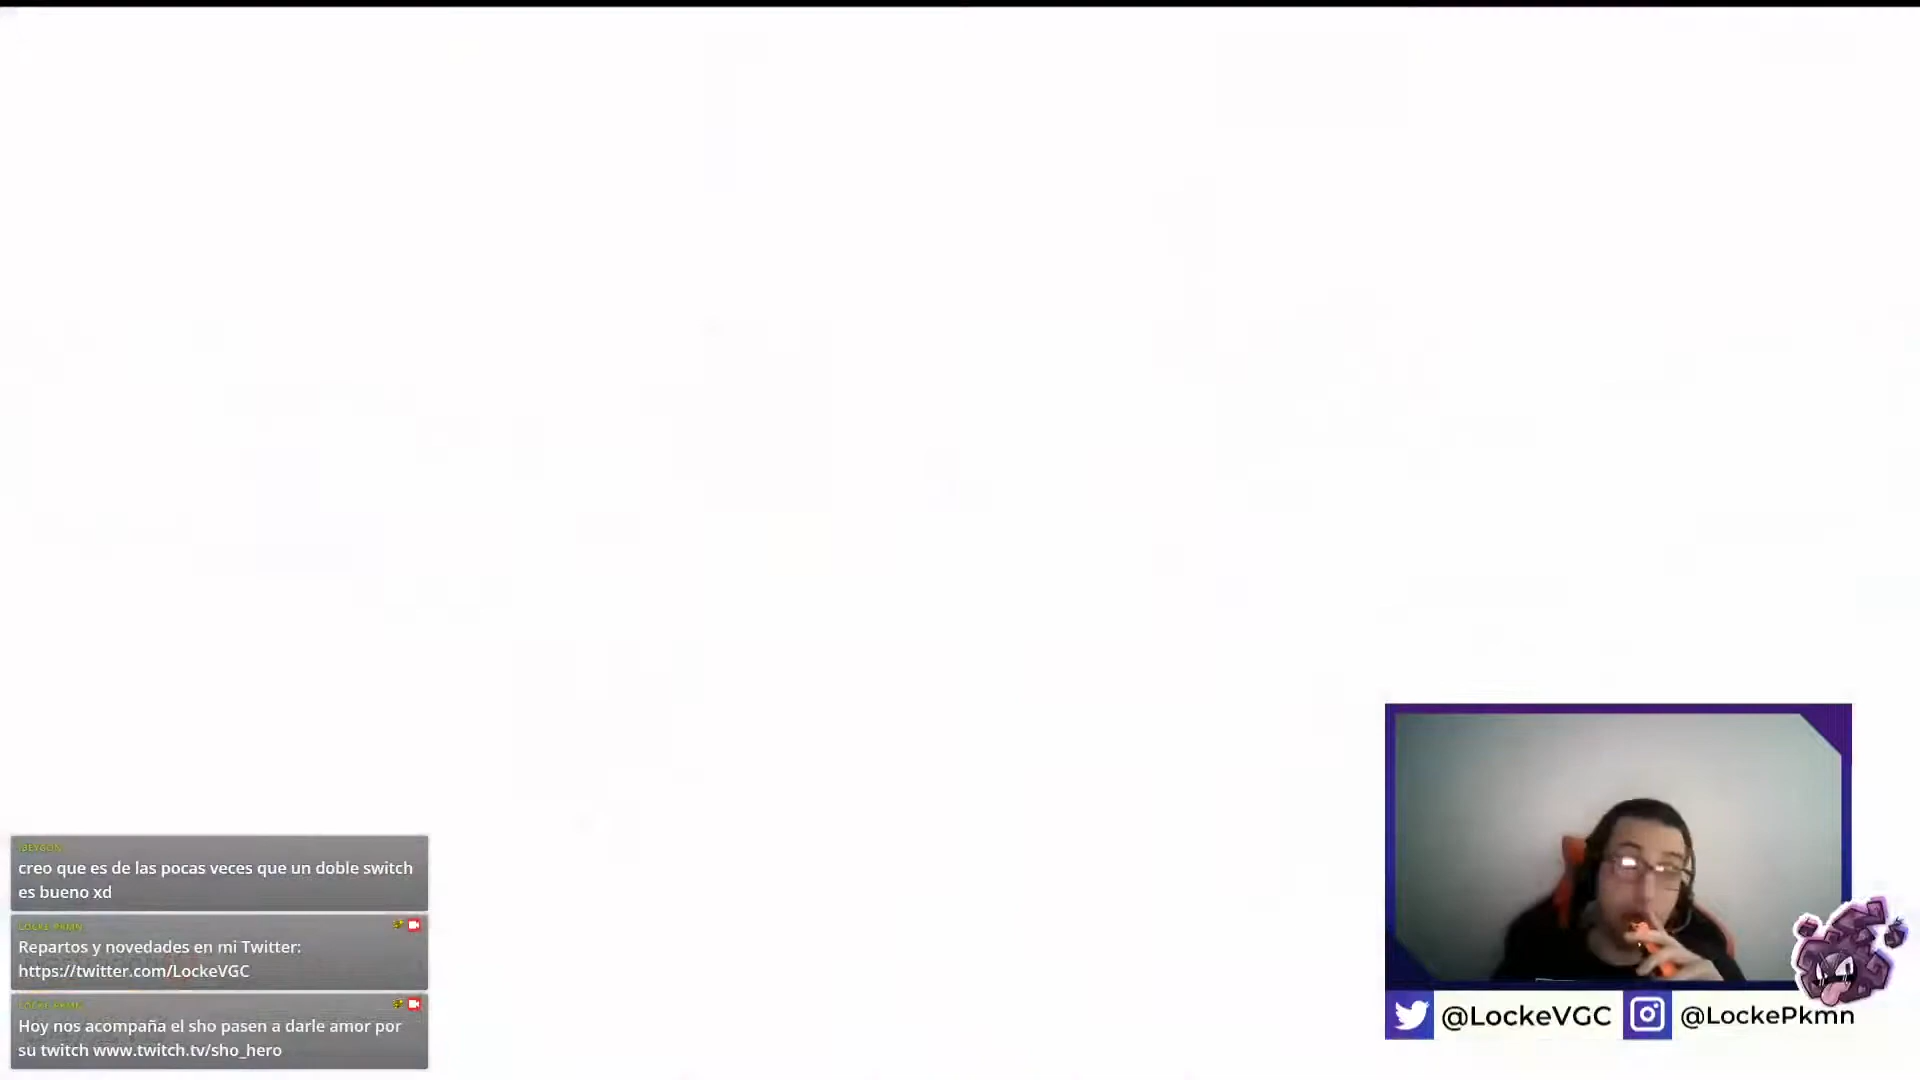 creo que es de las pocas veces que un doble switch
es bueno xd
LOCKE_PKMN
Repartos y novedades en mi Twitter:
https://twitter.com/LockeVGC
LOCKE_PKMN
Hoy nos acompaña el sho pasen a darle amor por
su twitch www.twitch.tv/sho_hero
@LockeVGC
@LockePkmn